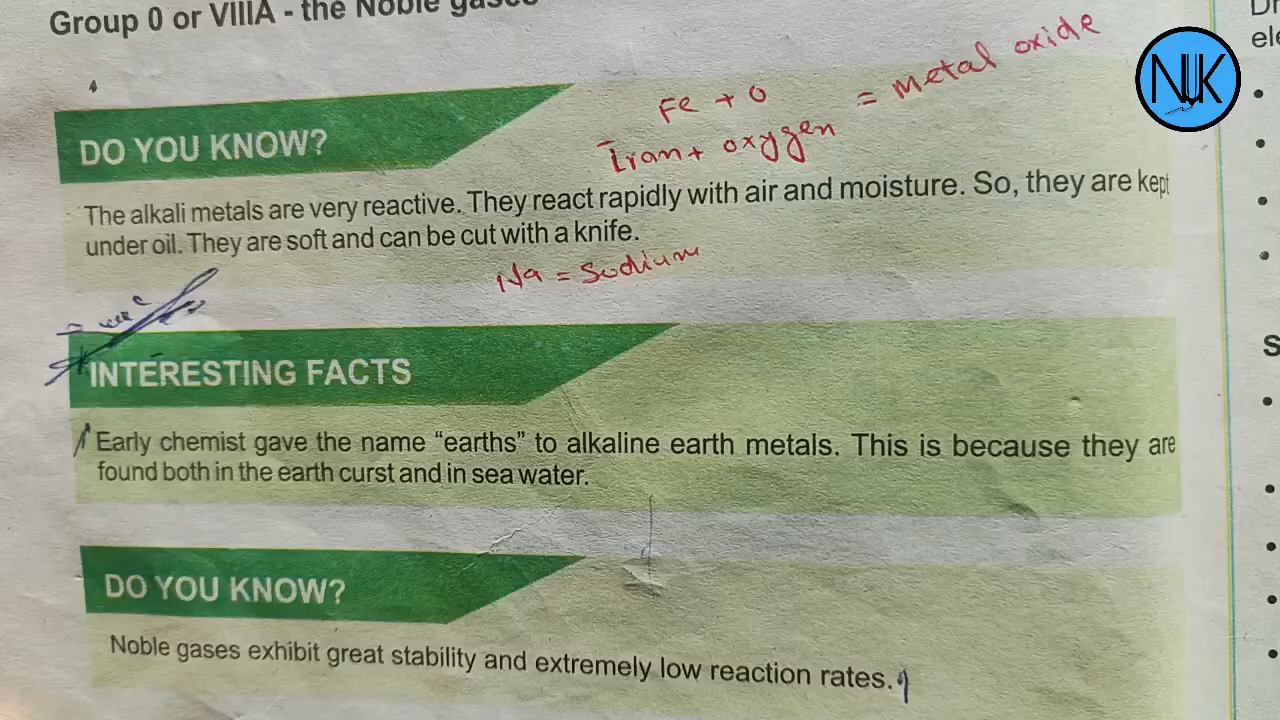 Group 0 or VIIIA - the Noble gases
Fe + O = metal oxide
Iran + oxygen
DO YOU KNOW?
The alkali metals are very reactive. They react rapidly with air and moisture. So, they are kept
under oil. They are soft and can be cut with a knife.
Na = Sodium
INTERESTING FACTS
Early chemist gave the name “earths” to alkaline earth metals. This is because they are
found both in the earth curst and in sea water.
DO YOU KNOW?
Noble gases exhibit great stability and extremely low reaction rates.
NJK